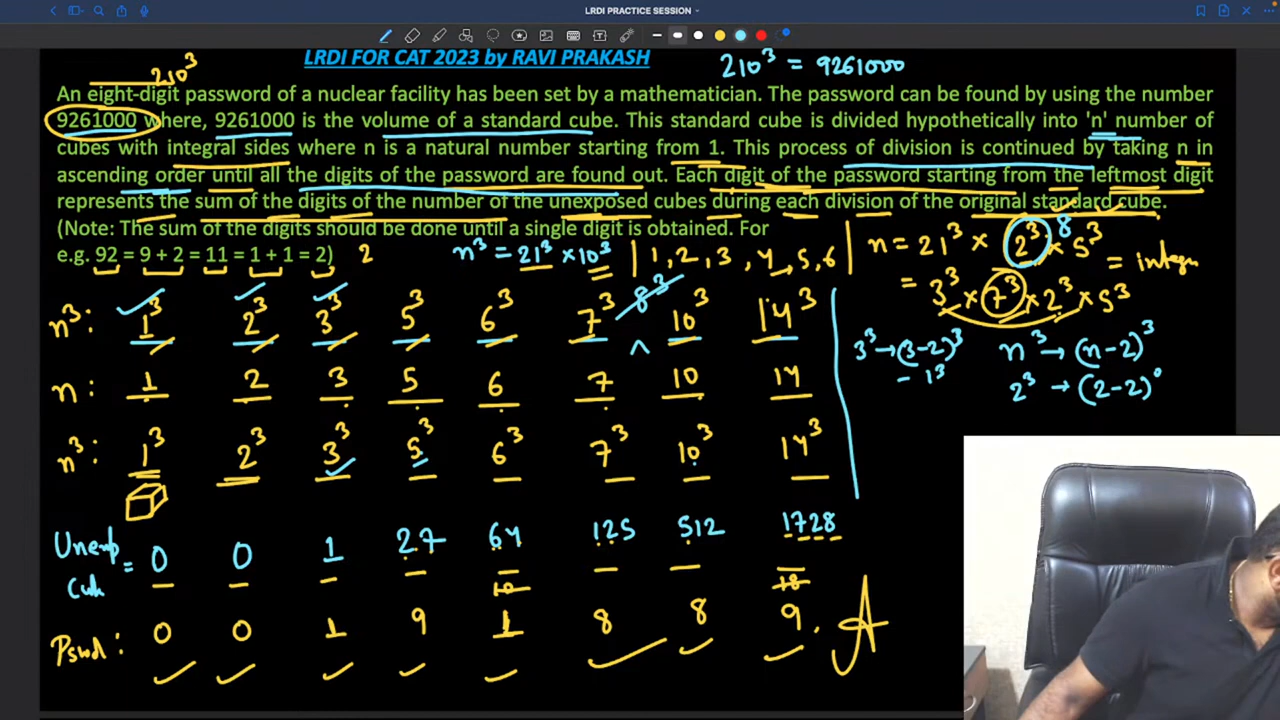 LRDI PRACTICE SESSION
LRDI FOR CAT 2023 by RAVI PRAKASH
210³
210³ = 9261000
An eight-digit password of a nuclear facility has been set by a mathematician. The password can be found by using the number
9261000 where, 9261000 is the volume of a standard cube. This standard cube is divided hypothetically into 'n' number of
cubes with integral sides where n is a natural number starting from 1. This process of division is continued by taking n in
ascending order until all the digits of the password are found out. Each digit of the password starting from the leftmost digit
represents the sum of the digits of the number of the unexposed cubes during each division of the original standard cube.
(Note: The sum of the digits should be done until a single digit is obtained. For
e.g. 92 = 9 + 2 = 11 = 1 + 1 = 2) 2
n³ = 21³ × 10³ | 1, 2, 3, 4, 5, 6 |
n = 21³ × 2³ × 5³ = integ
8
= 3³ × 7³ × 2³ × 5³
n³: 1³ 2³ 3³ 5³ 6³ 7³ 8³ 10³ 14³
3³ → (3-2)³
= 1³
n³ → (n-2)³
2³ → (2-2)⁰
n: 1 2 3 5 6 7 10 14
n³: 1³ 2³ 3³ 5³ 6³ 7³ 10³ 14³
Unexp Cub = 0 0 1 27 64 125 512 1728
10 18
Pswd: 0 0 1 9 1 8 8 9. A